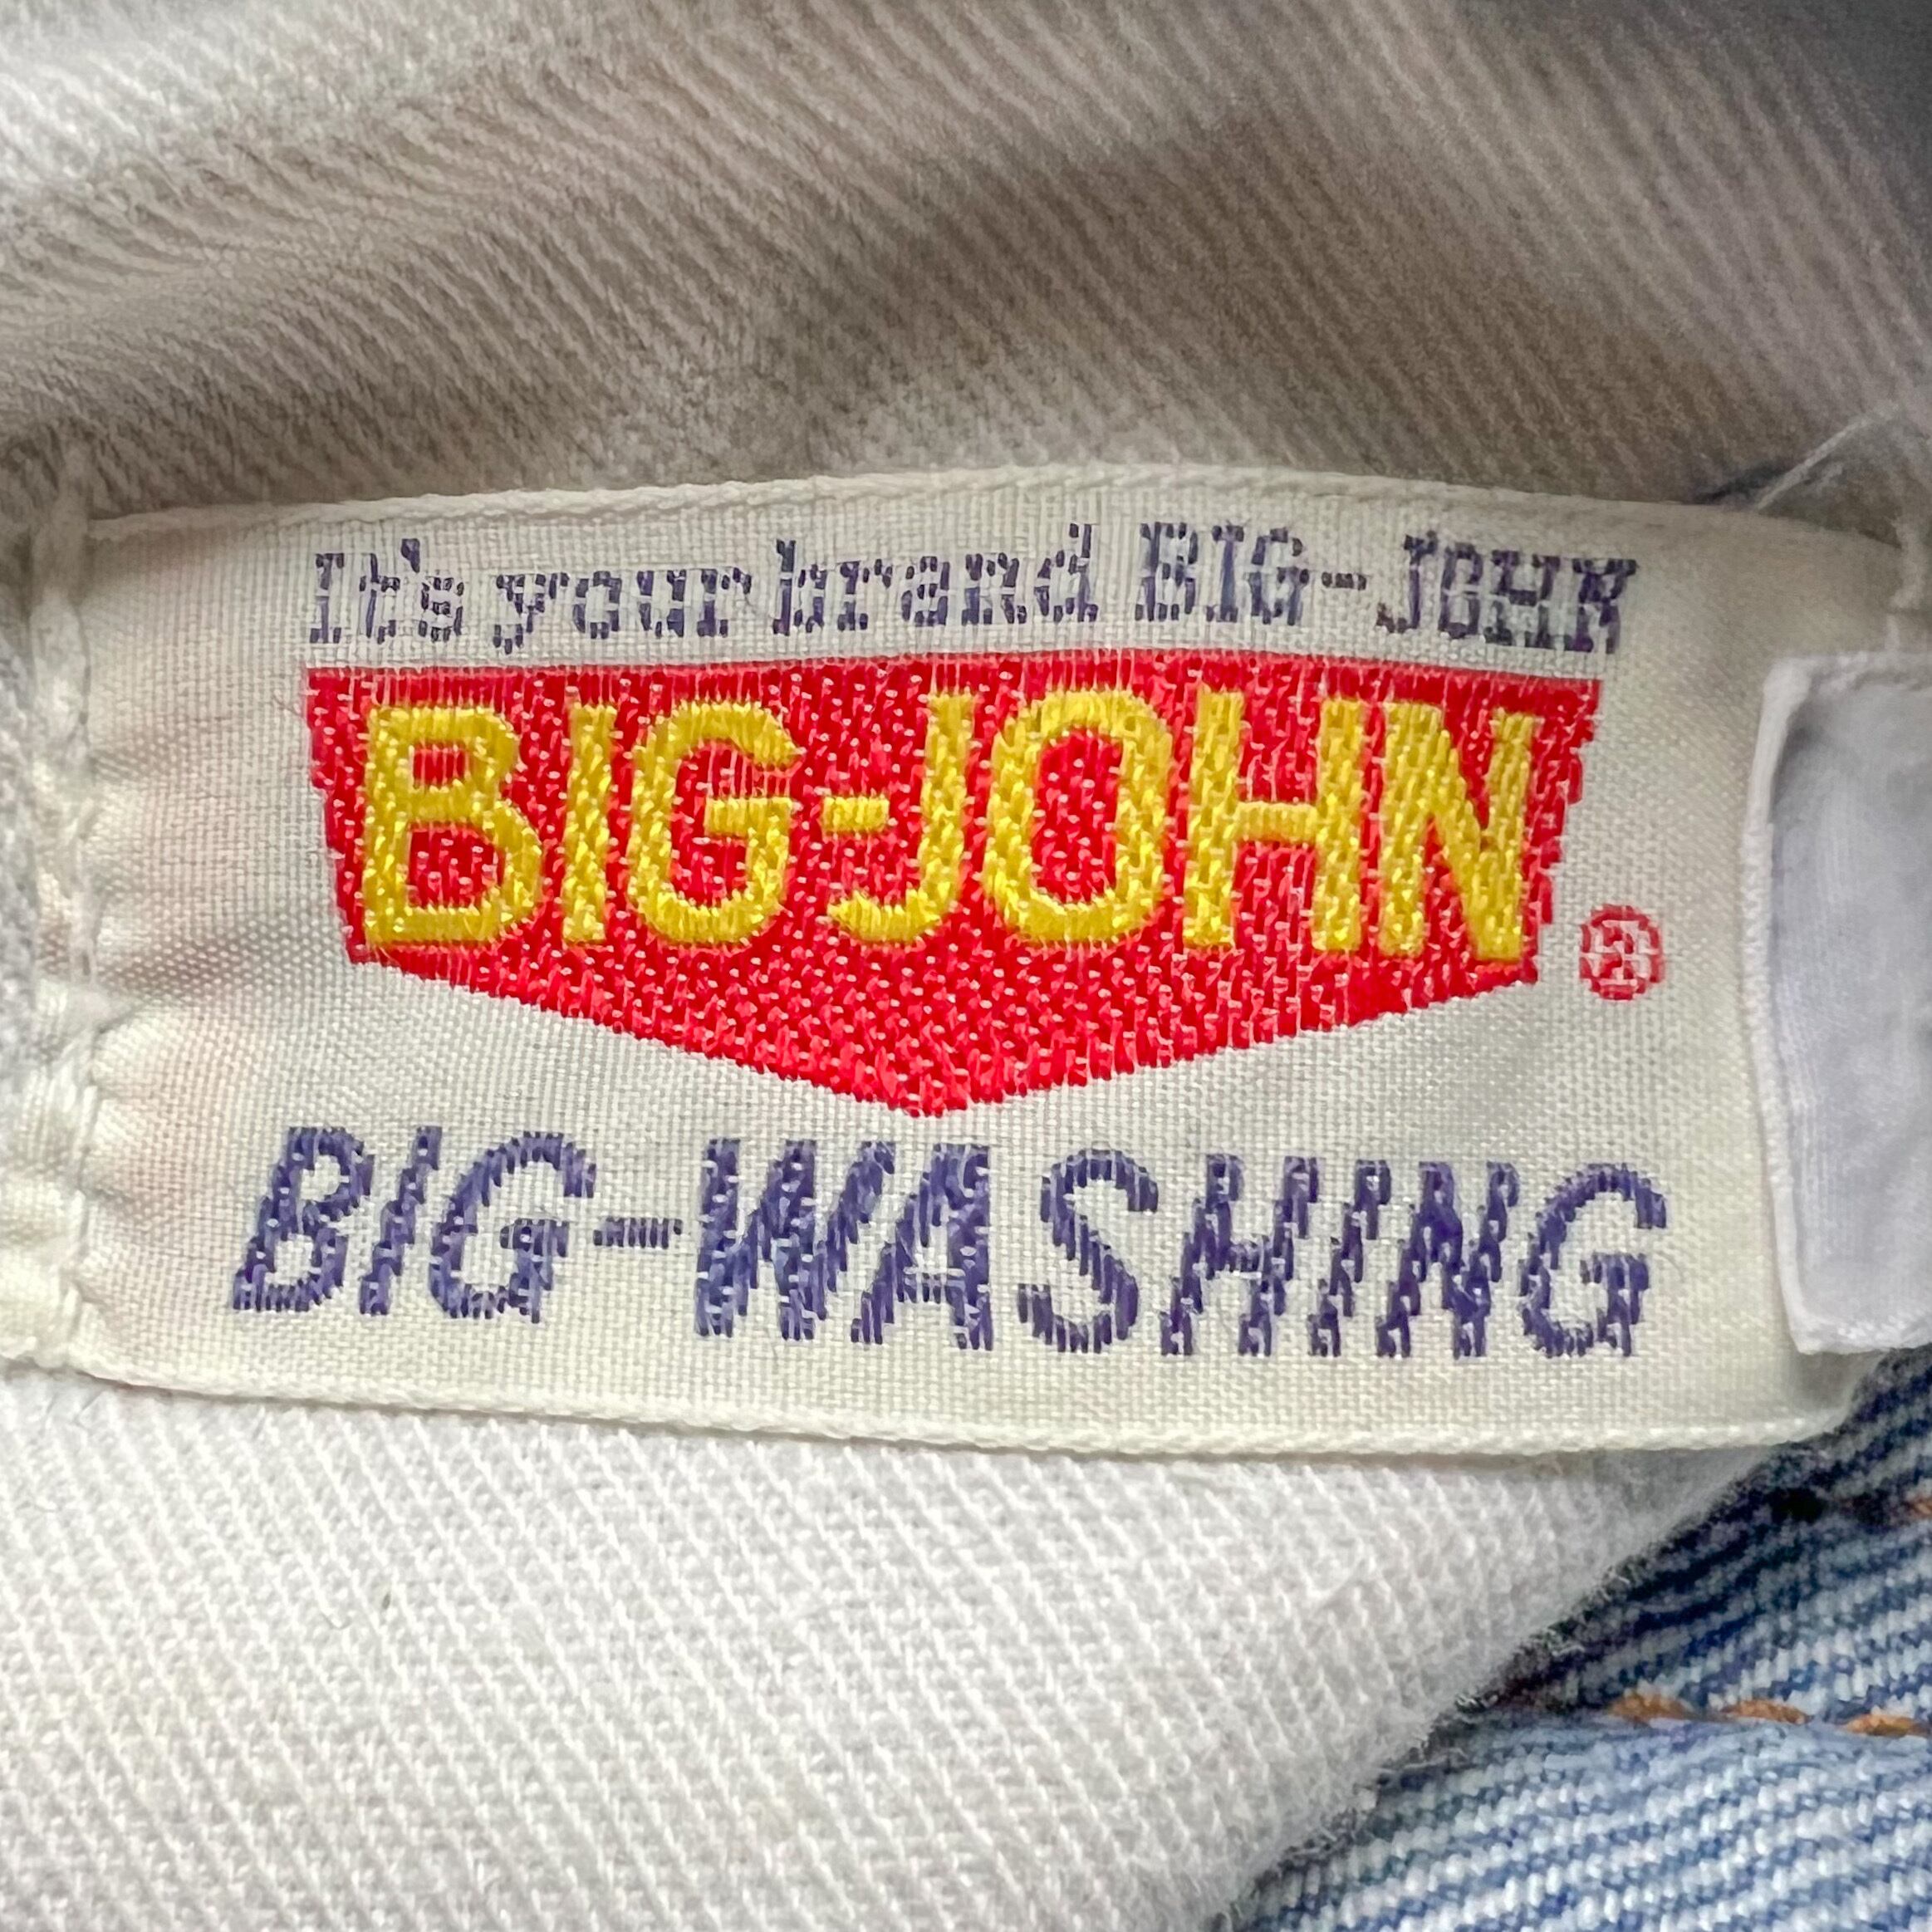 It's your brand BIG-JOHN
BIG-JOHN
®
BIG-WASHING